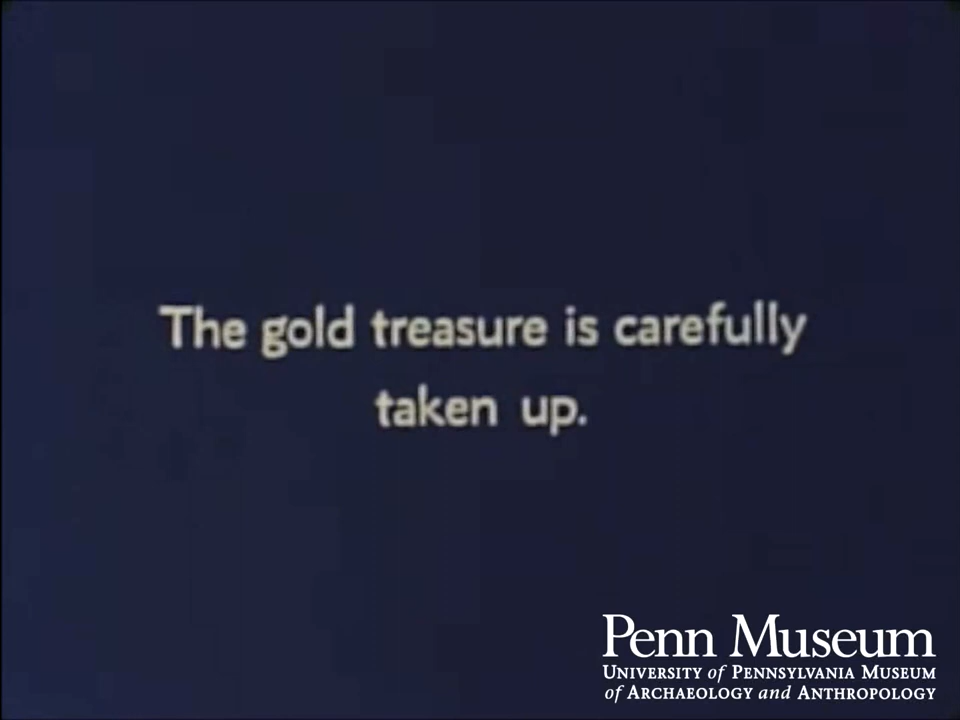 The gold treasure is carefully
taken up.
Penn Museum
University of Pennsylvania Museum
of Archaeology and Anthropology